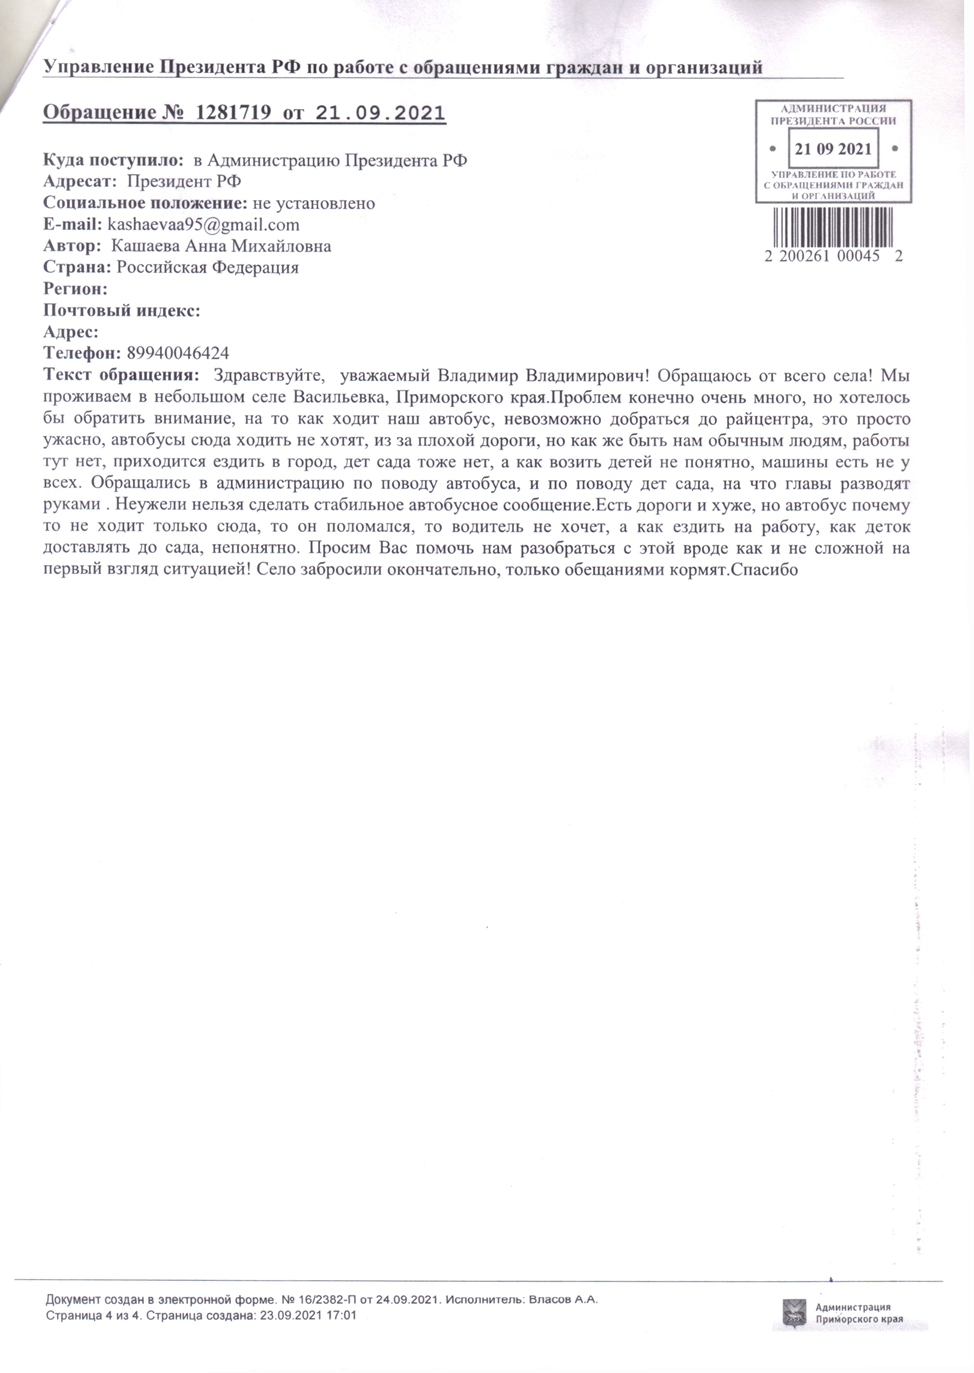 Управление Президента РФ по работе с обращениями граждан и организаций
Обращение № 1281719 от 21.09.2021
АДМИНИСТРАЦИЯ
ПРЕЗИДЕНТА РОССИИ
• 21 09 2021 •
УПРАВЛЕНИЕ ПО РАБОТЕ
С ОБРАЩЕНИЯМИ ГРАЖДАН
И ОРГАНИЗАЦИЙ
2 200261 00045 2
Куда поступило: в Администрацию Президента РФ
Адресат: Президент РФ
Социальное положение: не установлено
E-mail: kashaevaa95@gmail.com
Автор: Кашаева Анна Михайловна
Страна: Российская Федерация
Регион:
Почтовый индекс:
Адрес:
Телефон: 89940046424
Текст обращения: Здравствуйте, уважаемый Владимир Владимирович! Обращаюсь от всего села! Мы
проживаем в небольшом селе Васильевка, Приморского края.Проблем конечно очень много, но хотелось
бы обратить внимание, на то как ходит наш автобус, невозможно добраться до райцентра, это просто
ужасно, автобусы сюда ходить не хотят, из за плохой дороги, но как же быть нам обычным людям, работы
тут нет, приходится ездить в город, дет сада тоже нет, а как возить детей не понятно, машины есть не у
всех. Обращались в администрацию по поводу автобуса, и по поводу дет сада, на что главы разводят
руками . Неужели нельзя сделать стабильное автобусное сообщение.Есть дороги и хуже, но автобус почему
то не ходит только сюда, то он поломался, то водитель не хочет, а как ездить на работу, как деток
доставлять до сада, непонятно. Просим Вас помочь нам разобраться с этой вроде как и не сложной на
первый взгляд ситуацией! Село забросили окончательно, только обещаниями кормят.Спасибо
Документ создан в электронной форме. № 16/2382-П от 24.09.2021. Исполнитель: Власов А.А.
Страница 4 из 4. Страница создана: 23.09.2021 17:01
Администрация
Приморского края